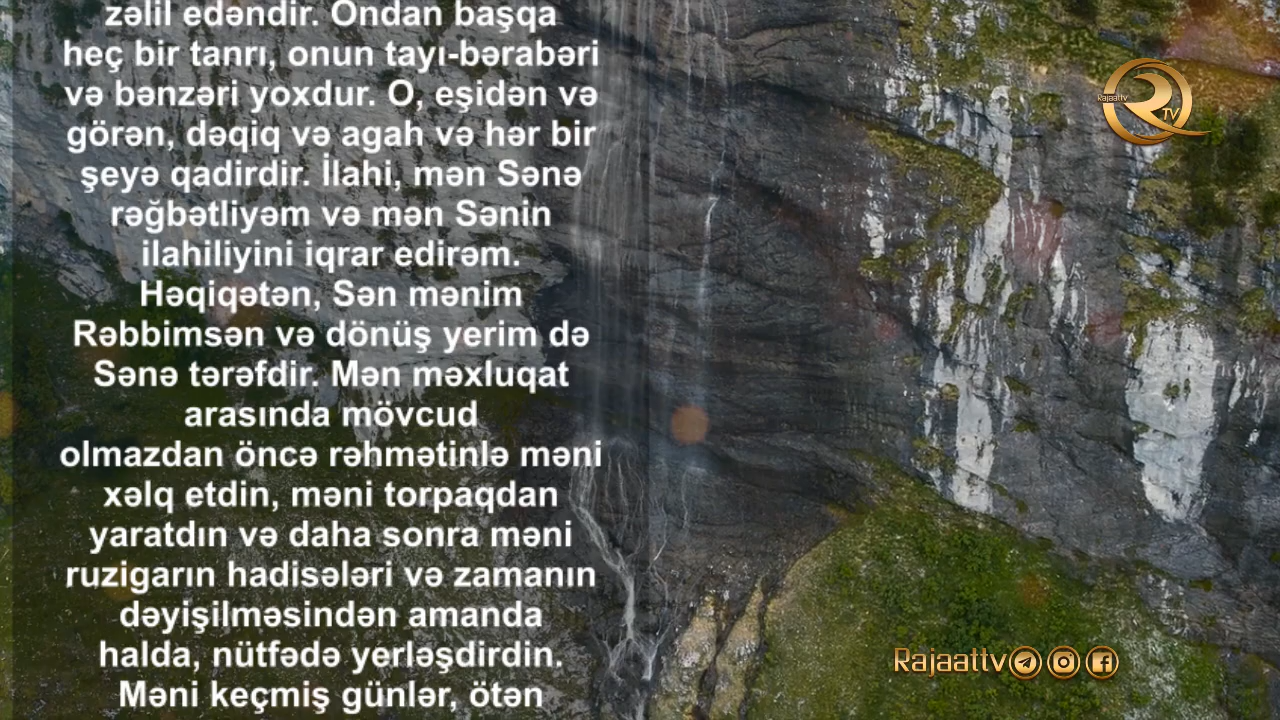 zəlil edəndir. Ondan başqa
heç bir tanrı, onun tayı-bərabəri
və bənzəri yoxdur. O, eşidən və
görən, dəqiq və agah və hər bir
şeyə qadirdir. İlahi, mən Sənə
rəğbətliyəm və mən Sənin
ilahiliyini iqrar edirəm.
Həqiqətən, Sən mənim
Rəbbimsən və dönüş yerim də
Sənə tərəfdir. Mən məxluqat
arasında mövcud
olmazdan öncə rəhmətinlə məni
xəlq etdin, məni torpaqdan
yaratdın və daha sonra məni
ruzigarın hadisələri və zamanın
dəyişilməsindən amanda
halda, nütfədə yerləşdirdin.
Məni keçmiş günlər, ötən
Rajaattv
TV
Rajaattv